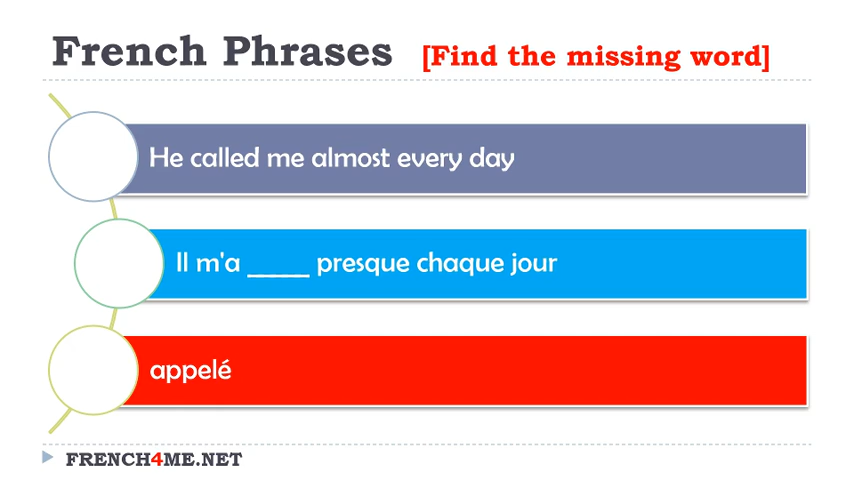 French Phrases [Find the missing word]
He called me almost every day
Il m'a _____ presque chaque jour
appelé
FRENCH4ME.NET